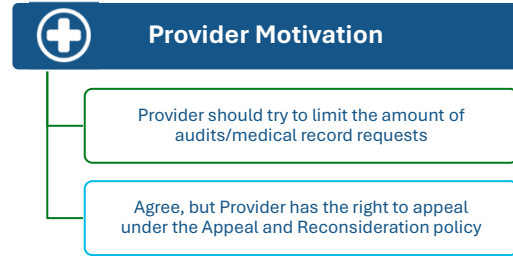 Provider Motivation
Provider should try to limit the amount of
audits/medical record requests
Agree, but Provider has the right to appeal
under the Appeal and Reconsideration policy